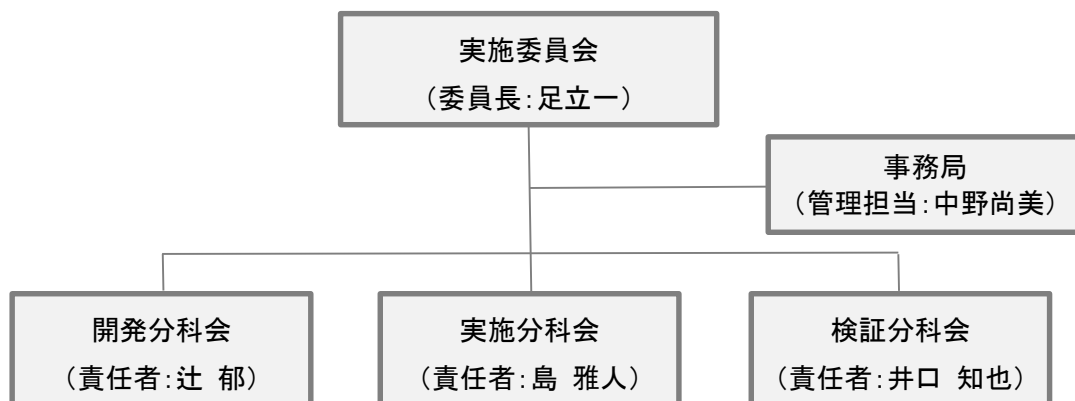 実施委員会
（委員長：足立一）
事務局
（管理担当：中野尚美）
開発分科会
（責任者：辻 郁）
実施分科会
（責任者：島 雅人）
検証分科会
（責任者：井口 知也）